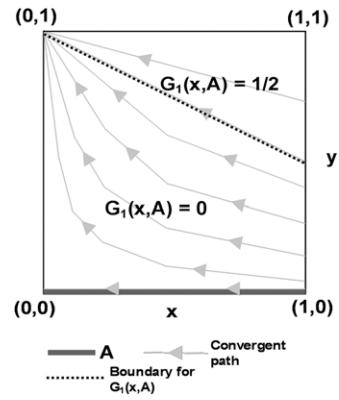 (0,1) (1,1)
G₁(x,A) = 1/2
y
G₁(x,A) = 0
(0,0) x (1,0)
A Convergent
path
Boundary for
G₁(x,A)